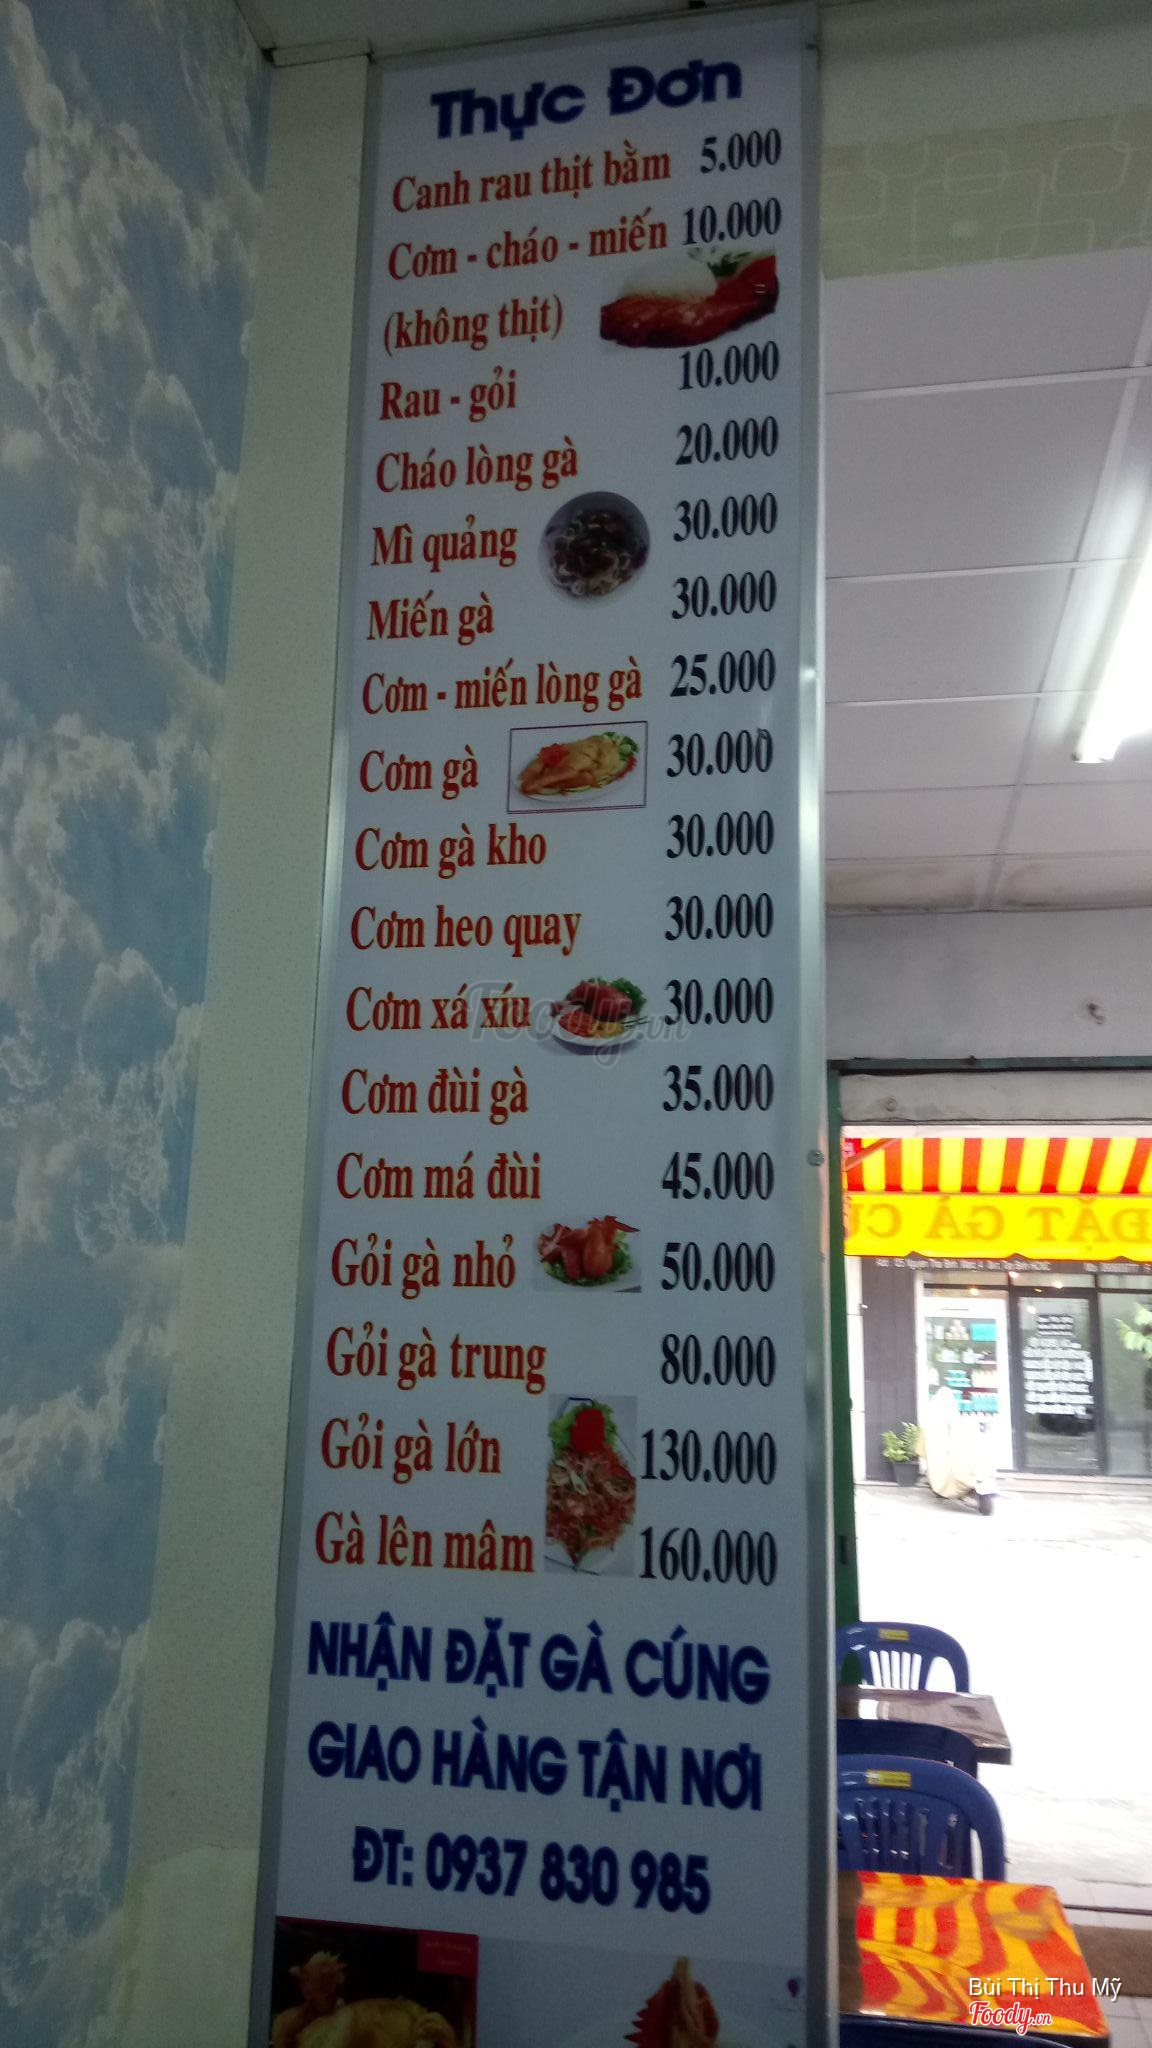 Thực Đơn
Canh rau thịt bằm 5.000
Cơm - cháo - miến 10.000
(không thịt)
Rau - gỏi 10.000
Cháo lòng gà 20.000
Mì quảng 30.000
Miến gà 30.000
Cơm - miến lòng gà 25.000
Cơm gà 30.000
Cơm gà kho 30.000
Cơm heo quay 30.000
Cơm xá xíu 30.000
Cơm đùi gà 35.000
Cơm má đùi 45.000
Gỏi gà nhỏ 50.000
Gỏi gà trung 80.000
Gỏi gà lớn 130.000
Gà lên mâm 160.000
NHẬN ĐẶT GÀ CÚNG
GIAO HÀNG TẬN NƠI
ĐT: 0937 830 985
Foody.vn
ĐẶT GÀ CÚ
Bùi Thị Thu Mỹ
Foody.vn